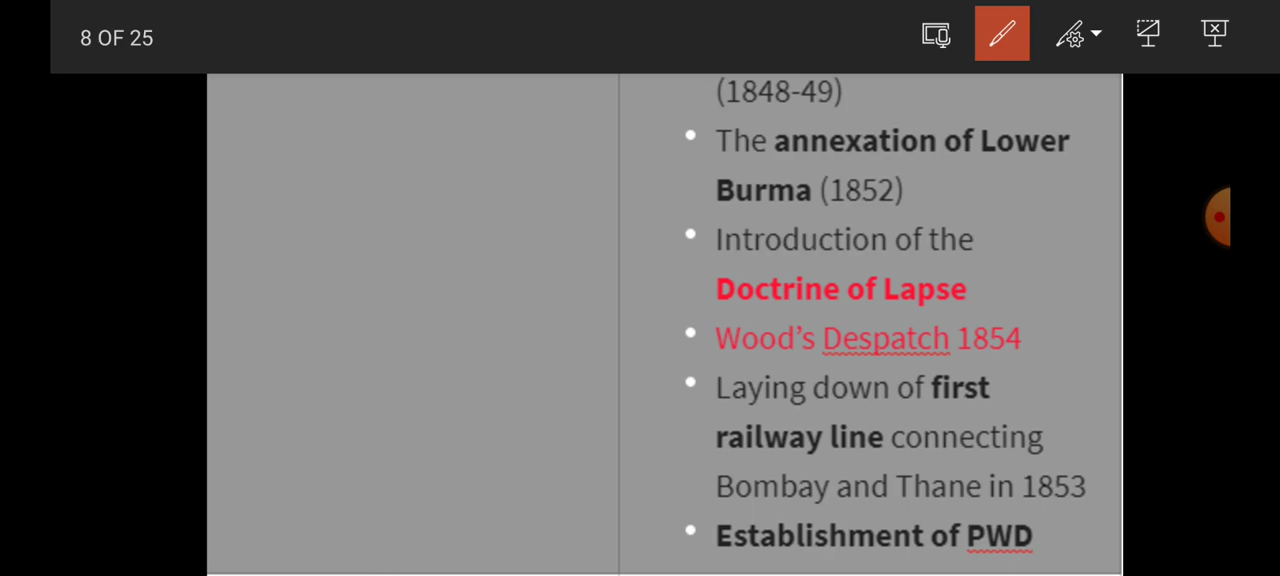 8 OF 25
(1848-49)
The annexation of Lower
Burma (1852)
Introduction of the
Doctrine of Lapse
Wood's Despatch 1854
Laying down of first
railway line connecting
Bombay and Thane in 1853
Establishment of PWD